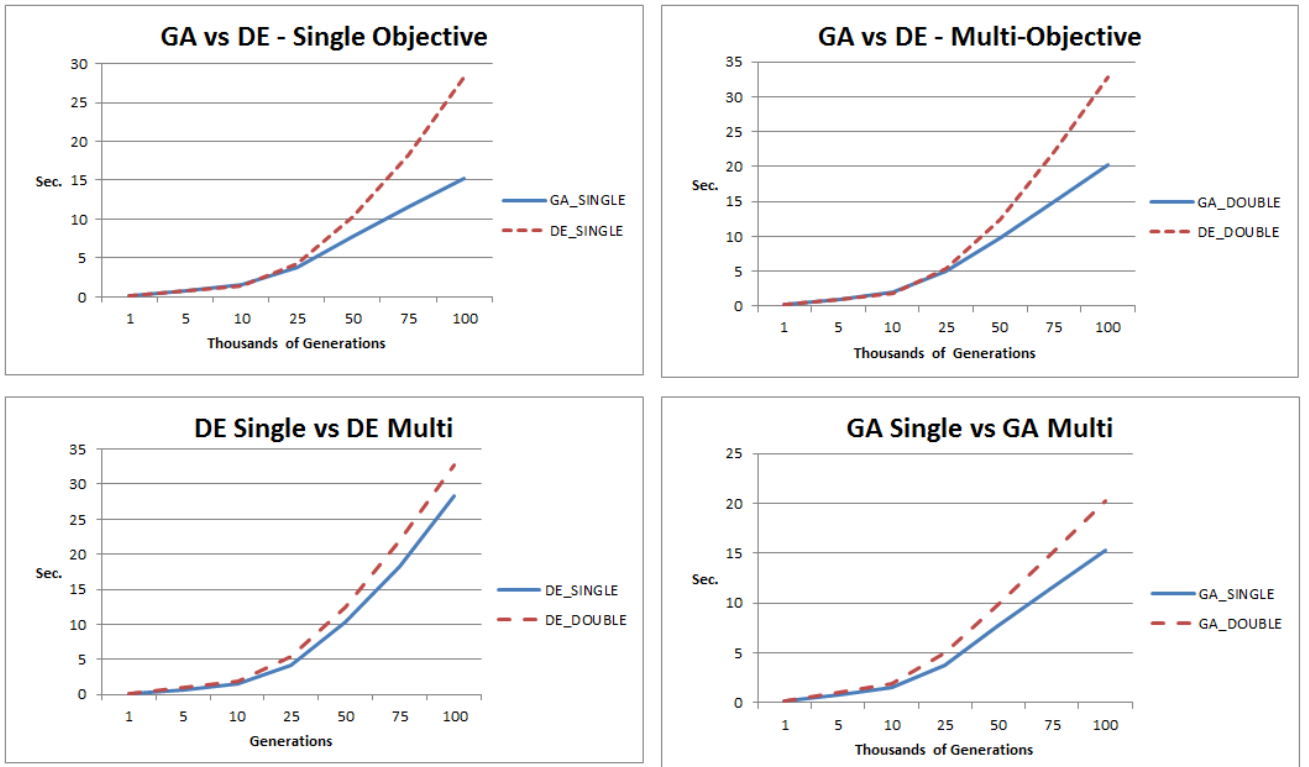 GA vs DE - Single Objective
30
25
20
Sec. 15
10
5
0
1 5 10 25 50 75 100
Thousands of Generations
GA_SINGLE
DE_SINGLE
GA vs DE - Multi-Objective
35
30
25
20
Sec.
15
10
5
0
1 5 10 25 50 75 100
Thousands of Generations
GA_DOUBLE
DE_DOUBLE
DE Single vs DE Multi
35
30
25
20
Sec.
15
10
5
0
1 5 10 25 50 75 100
Generations
DE_SINGLE
DE_DOUBLE
GA Single vs GA Multi
25
20
15
Sec.
10
5
0
1 5 10 25 50 75 100
Thousands of Generations
GA_SINGLE
GA_DOUBLE